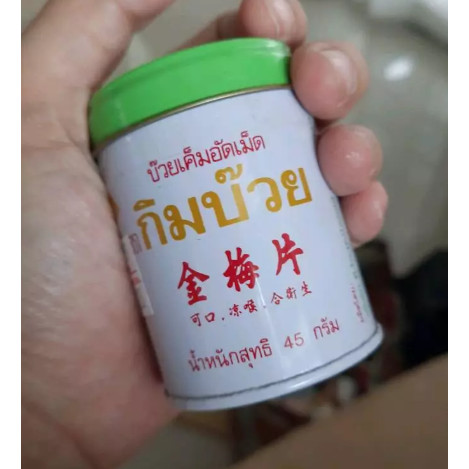 บ๊วยเค็มอัดเม็ด
กิมบ๊วย
金梅片
可口.凉喉.合衛生
น้ำหนักสุทธิ 45 กรัม